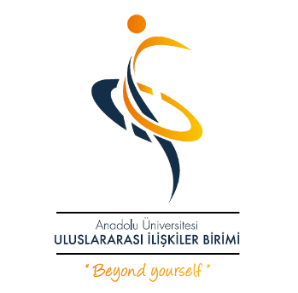 Anadolu Üniversitesi
ULUSLARARASI İLİŞKİLER BİRİMİ
"Beyond yourself"